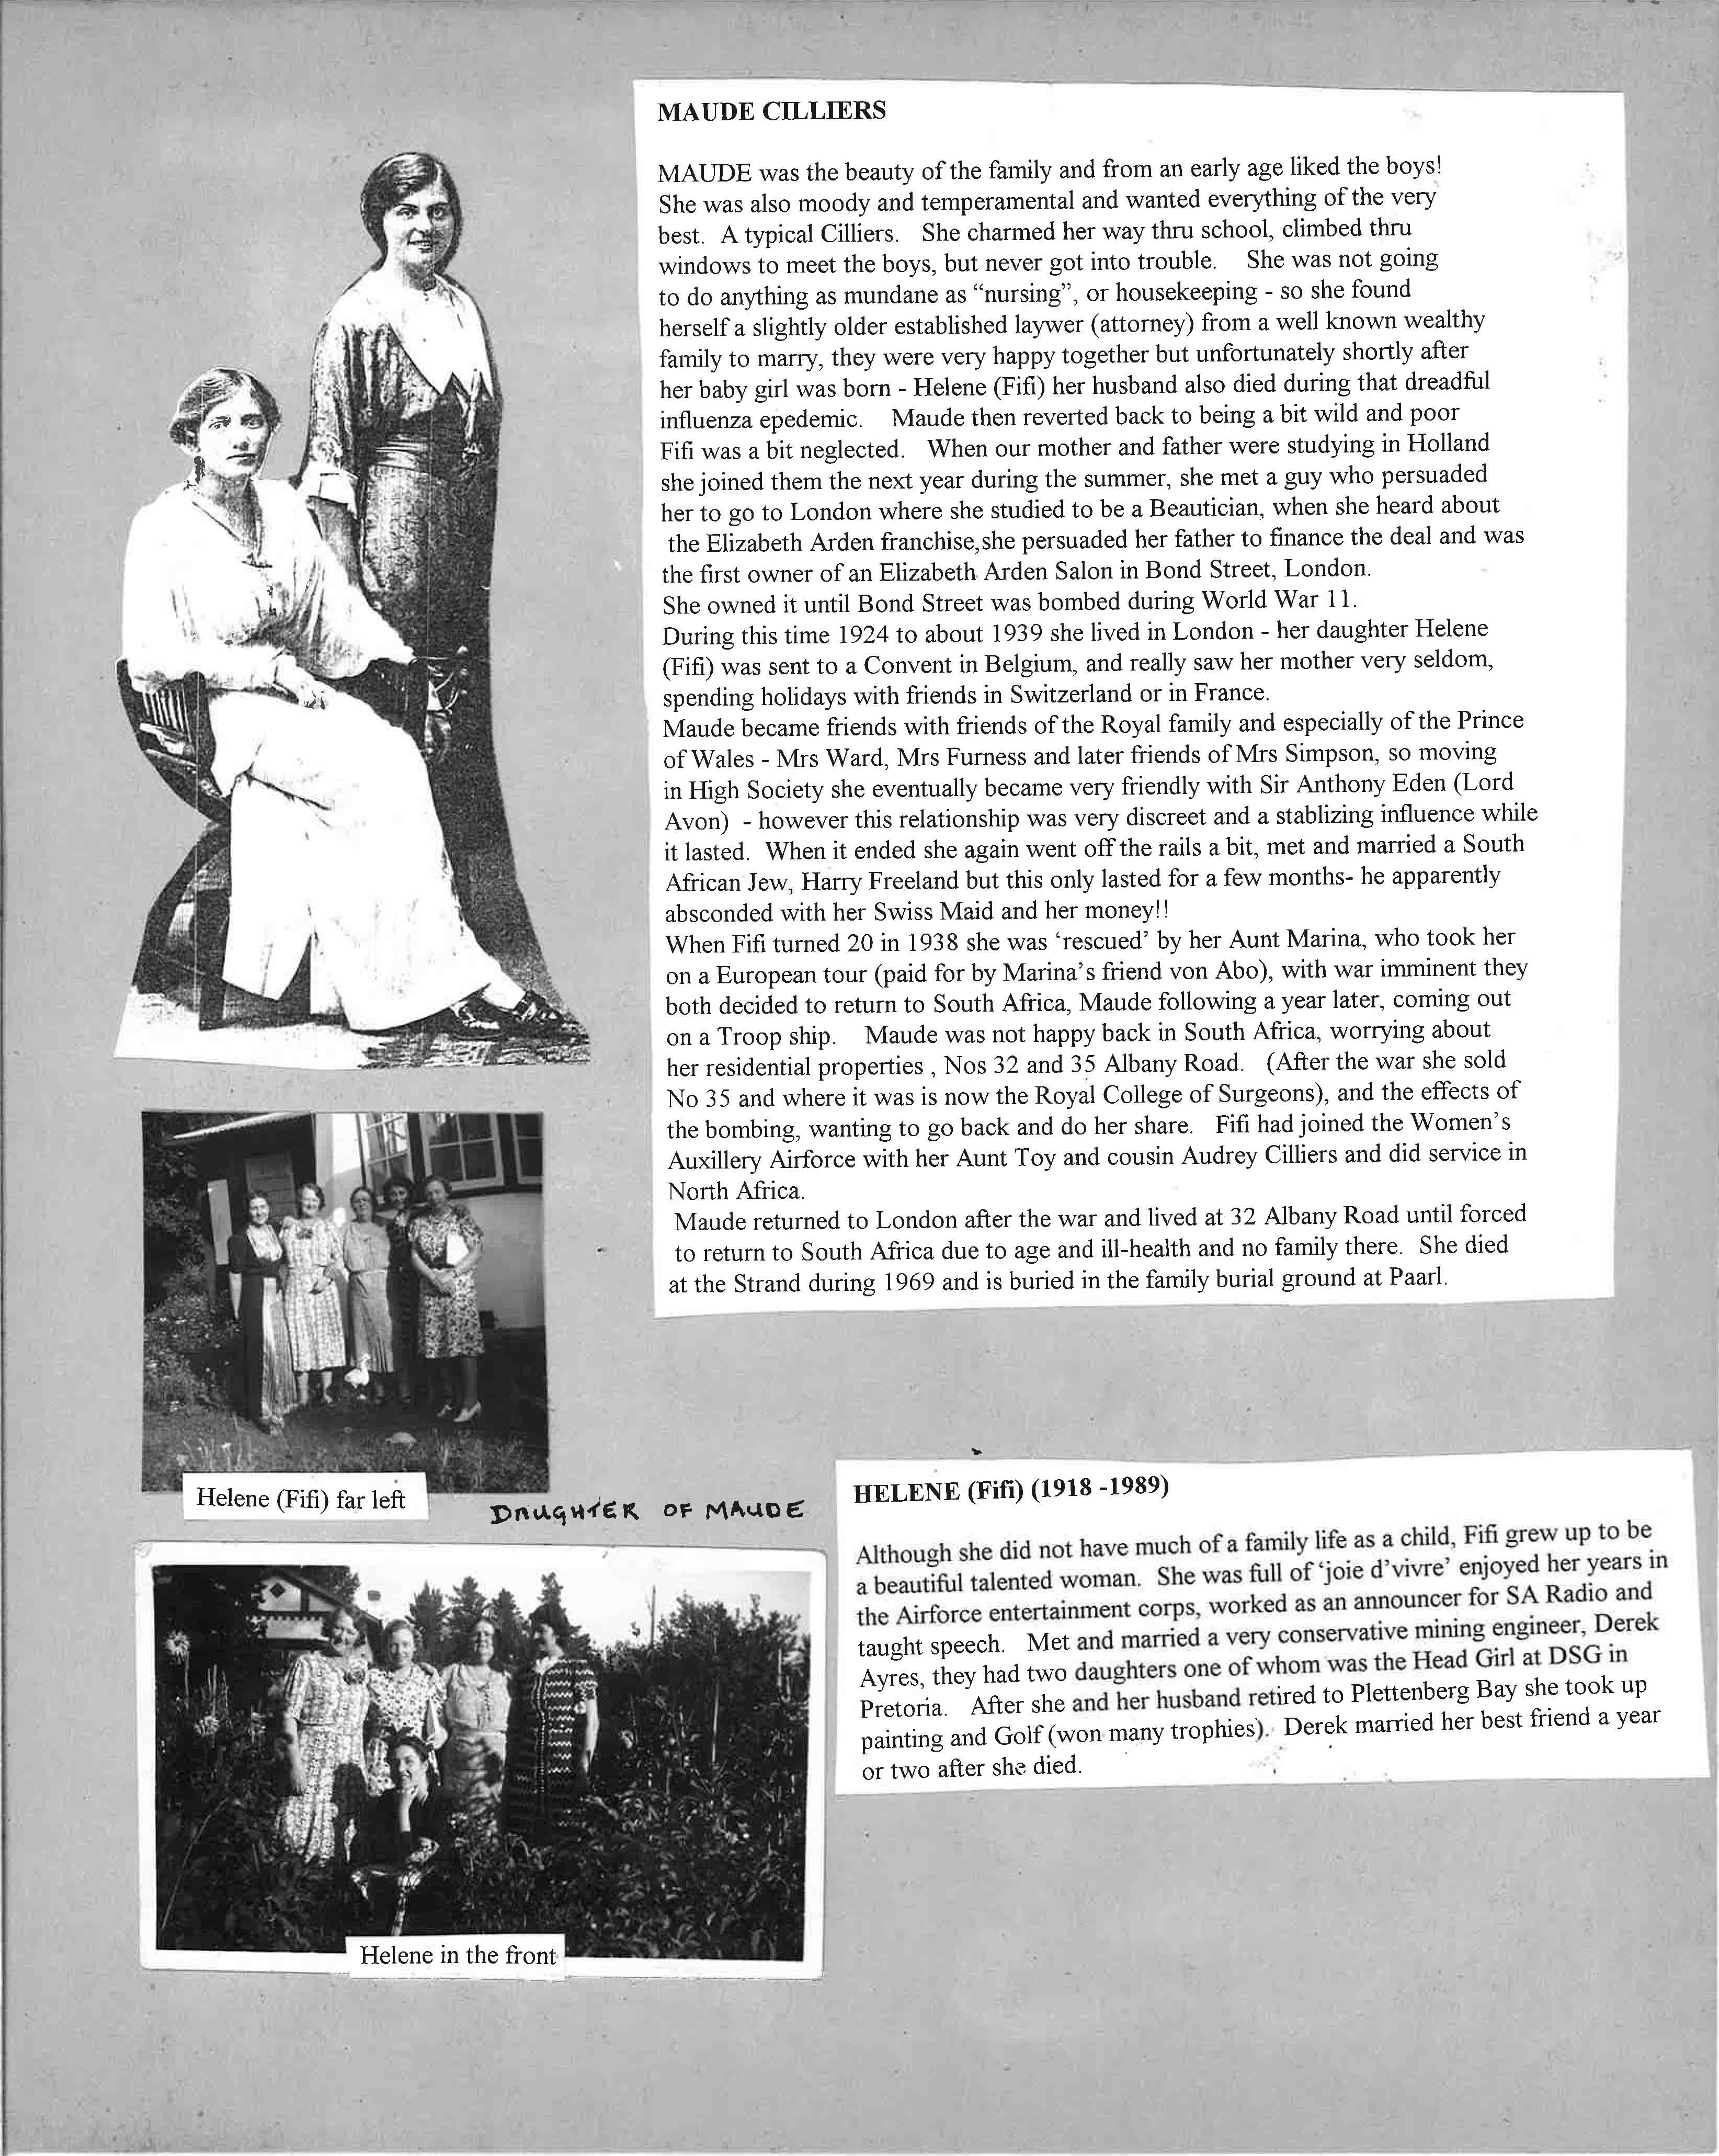 MAUDE CILLIERS
MAUDE was the beauty of the family and from an early age liked the boys!
She was also moody and temperamental and wanted everything of the very
best. A typical Cilliers. She charmed her way thru school, climbed thru
windows to meet the boys, but never got into trouble. She was not going
to do anything as mundane as “nursing”, or housekeeping - so she found
herself a slightly older established laywer (attorney) from a well known wealthy
family to marry, they were very happy together but unfortunately shortly after
her baby girl was born - Helene (Fifi) her husband also died during that dreadful
influenza epedemic. Maude then reverted back to being a bit wild and poor
Fifi was a bit neglected. When our mother and father were studying in Holland
she joined them the next year during the summer, she met a guy who persuaded
her to go to London where she studied to be a Beautician, when she heard about
the Elizabeth Arden franchise,she persuaded her father to finance the deal and was
the first owner of an Elizabeth Arden Salon in Bond Street, London.
She owned it until Bond Street was bombed during World War 11.
During this time 1924 to about 1939 she lived in London - her daughter Helene
(Fifi) was sent to a Convent in Belgium, and really saw her mother very seldom,
spending holidays with friends in Switzerland or in France.
Maude became friends with friends of the Royal family and especially of the Prince
of Wales - Mrs Ward, Mrs Furness and later friends of Mrs Simpson, so moving
in High Society she eventually became very friendly with Sir Anthony Eden (Lord
Avon) - however this relationship was very discreet and a stablizing influence while
it lasted. When it ended she again went off the rails a bit, met and married a South
African Jew, Harry Freeland but this only lasted for a few months- he apparently
absconded with her Swiss Maid and her money!!
When Fifi turned 20 in 1938 she was ‘rescued’ by her Aunt Marina, who took her
on a European tour (paid for by Marina’s friend von Abo), with war imminent they
both decided to return to South Africa, Maude following a year later, coming out
on a Troop ship. Maude was not happy back in South Africa, worrying about
her residential properties , Nos 32 and 35 Albany Road. (After the war she sold
No 35 and where it was is now the Royal College of Surgeons), and the effects of
the bombing, wanting to go back and do her share. Fifi had joined the Women’s
Auxillery Airforce with her Aunt Toy and cousin Audrey Cilliers and did service in
North Africa.
Maude returned to London after the war and lived at 32 Albany Road until forced
to return to South Africa due to age and ill-health and no family there. She died
at the Strand during 1969 and is buried in the family burial ground at Paarl.
Helene (Fifi) far left
DAUGHTER OF MAUDE
HELENE (Fifi) (1918 -1989)
Although she did not have much of a family life as a child, Fifi grew up to be
a beautiful talented woman. She was full of ‘joie d’vivre’ enjoyed her years in
the Airforce entertainment corps, worked as an announcer for SA Radio and
taught speech. Met and married a very conservative mining engineer, Derek
Ayres, they had two daughters one of whom was the Head Girl at DSG in
Pretoria. After she and her husband retired to Plettenberg Bay she took up
painting and Golf (won many trophies). Derek married her best friend a year
or two after she died.
Helene in the front